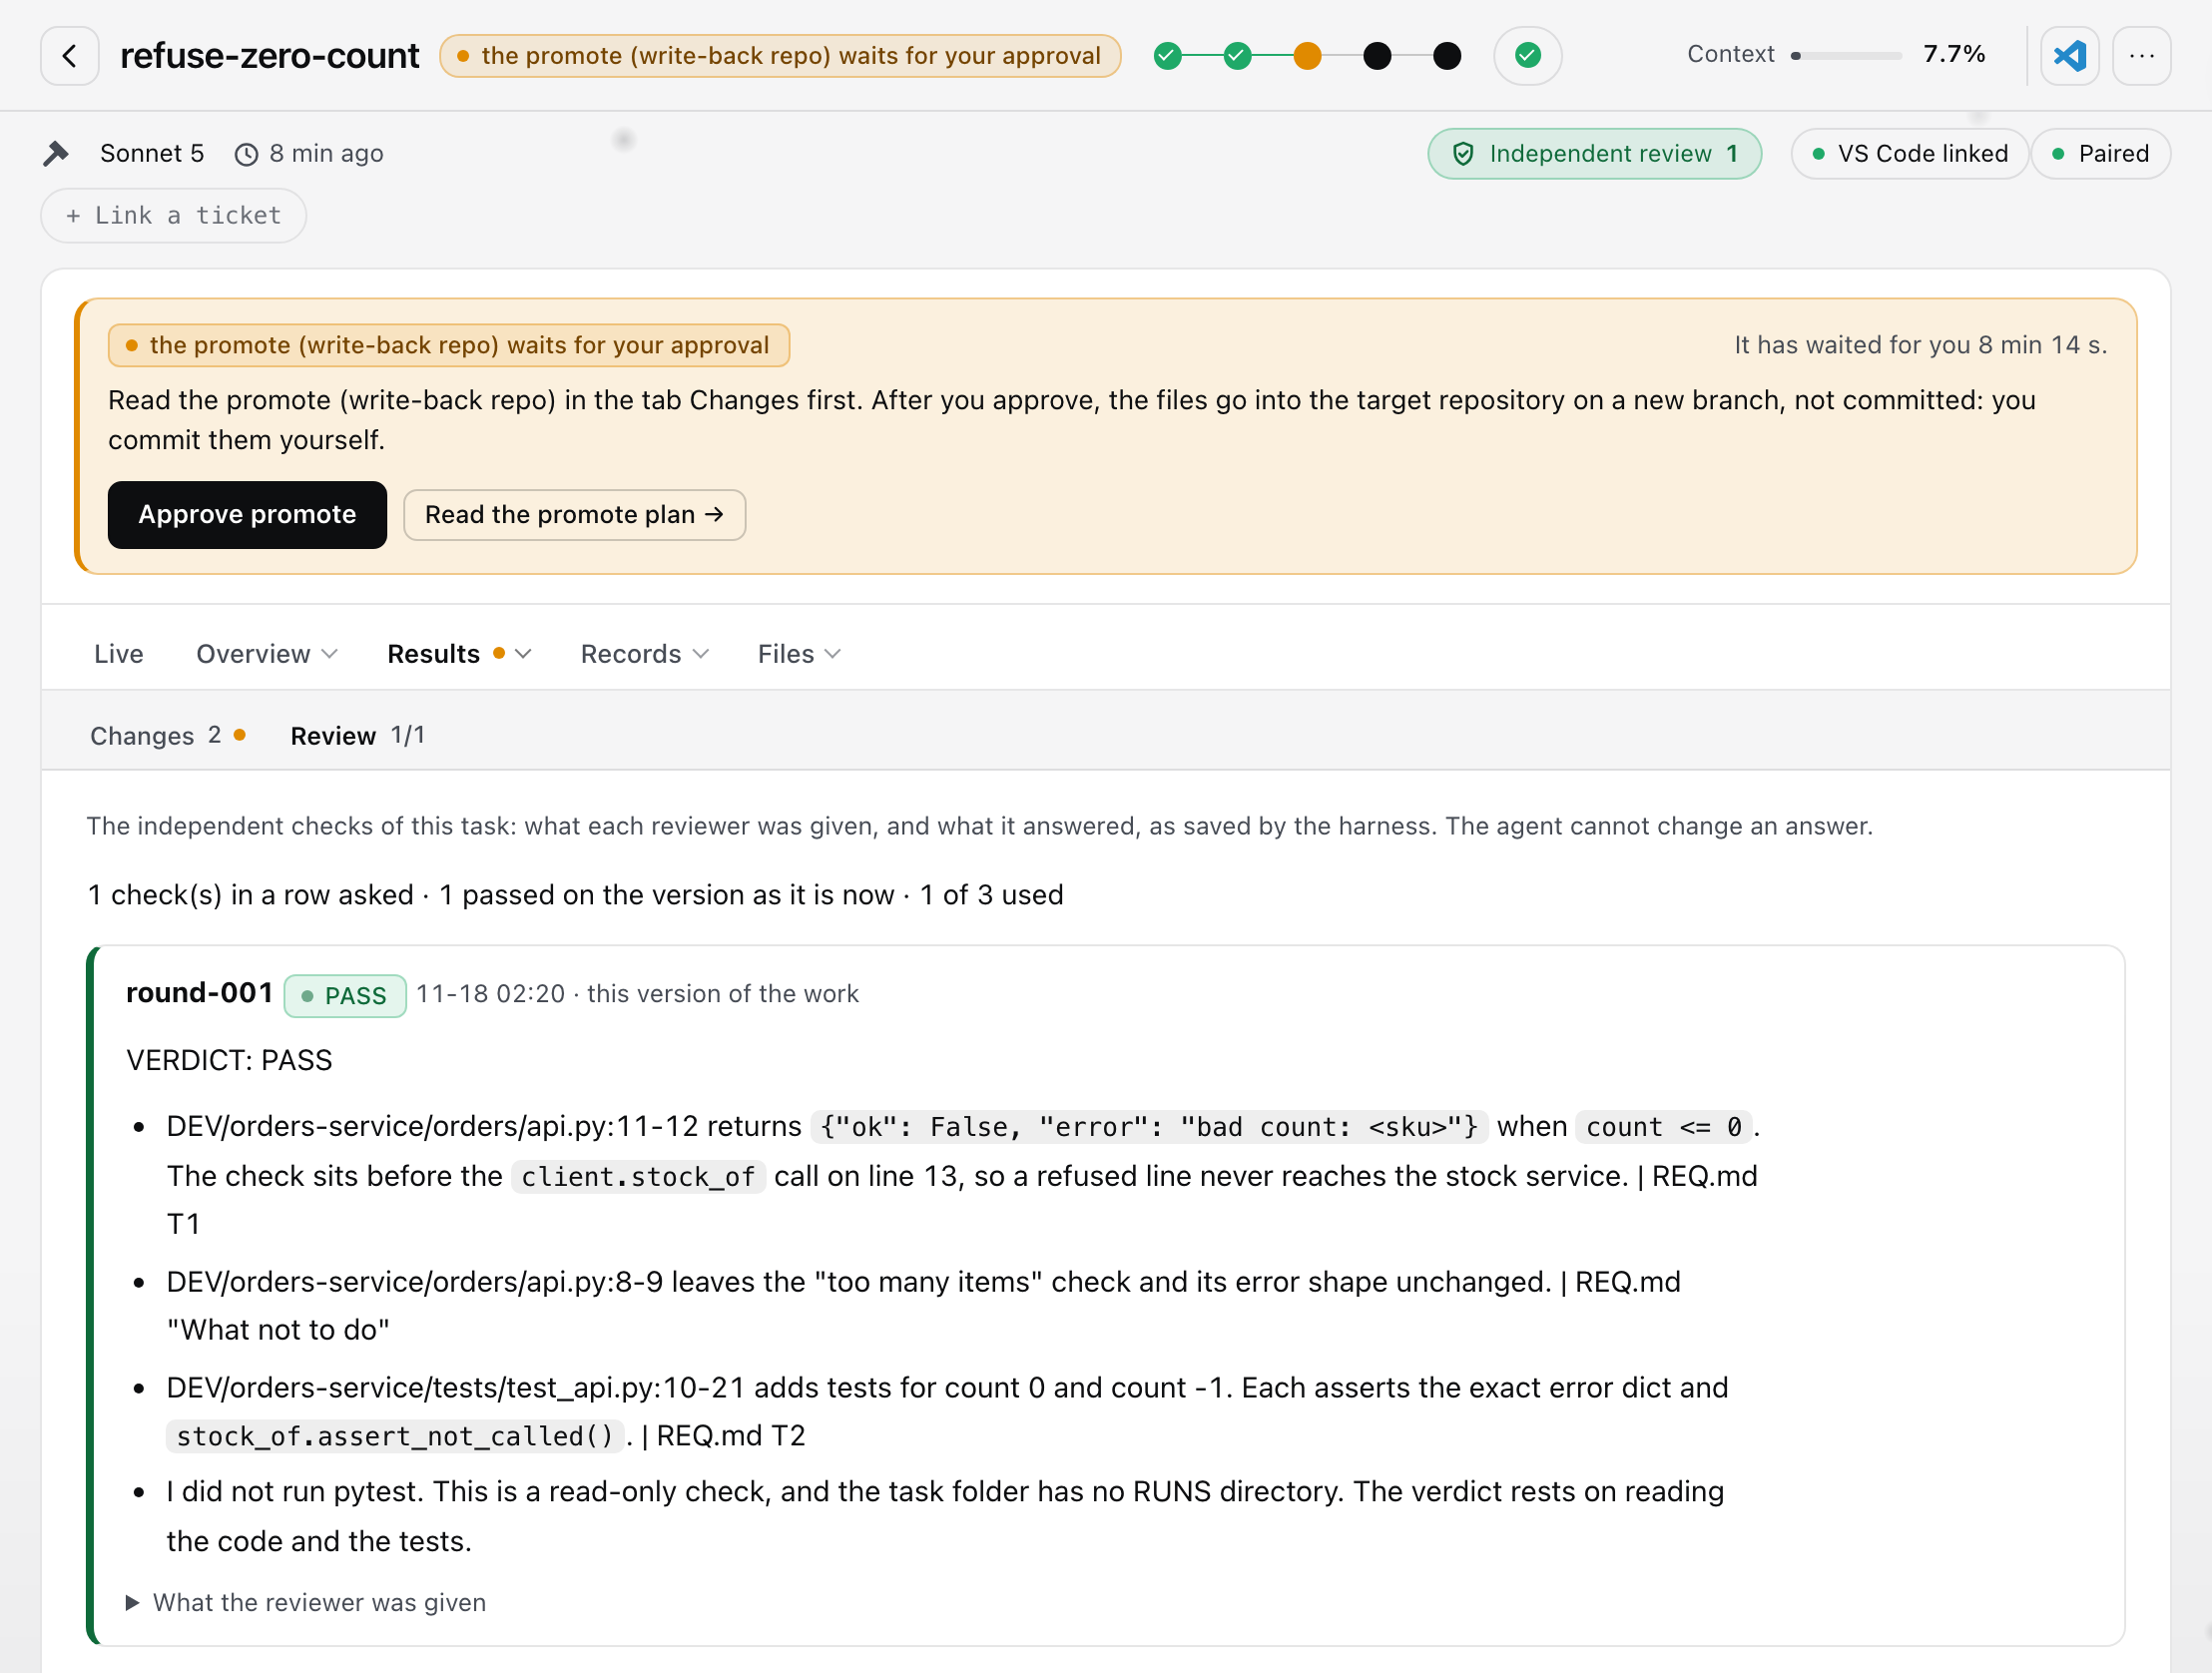 refuse-zero-count
the promote (write-back repo) waits for your approval
Context 7.7%
Sonnet 5 8 min ago
Independent review 1
VS Code linked
Paired
+ Link a ticket
the promote (write-back repo) waits for your approval
It has waited for you 8 min 14 s.
Read the promote (write-back repo) in the tab Changes first. After you approve, the files go into the target repository on a new branch, not committed: you
commit them yourself.
Approve promote
Read the promote plan →
Live Overview Results Records Files
Changes 2 Review 1/1
The independent checks of this task: what each reviewer was given, and what it answered, as saved by the harness. The agent cannot change an answer.
1 check(s) in a row asked · 1 passed on the version as it is now · 1 of 3 used
round-001 PASS 11-18 02:20 · this version of the work
VERDICT: PASS
• DEV/orders-service/orders/api.py:11-12 returns {"ok": False, "error": "bad count: <sku>"} when count <= 0.
The check sits before the client.stock_of call on line 13, so a refused line never reaches the stock service. | REQ.md
T1
• DEV/orders-service/orders/api.py:8-9 leaves the "too many items" check and its error shape unchanged. | REQ.md
"What not to do"
• DEV/orders-service/tests/test_api.py:10-21 adds tests for count 0 and count -1. Each asserts the exact error dict and
stock_of.assert_not_called(). | REQ.md T2
• I did not run pytest. This is a read-only check, and the task folder has no RUNS directory. The verdict rests on reading
the code and the tests.
▶ What the reviewer was given